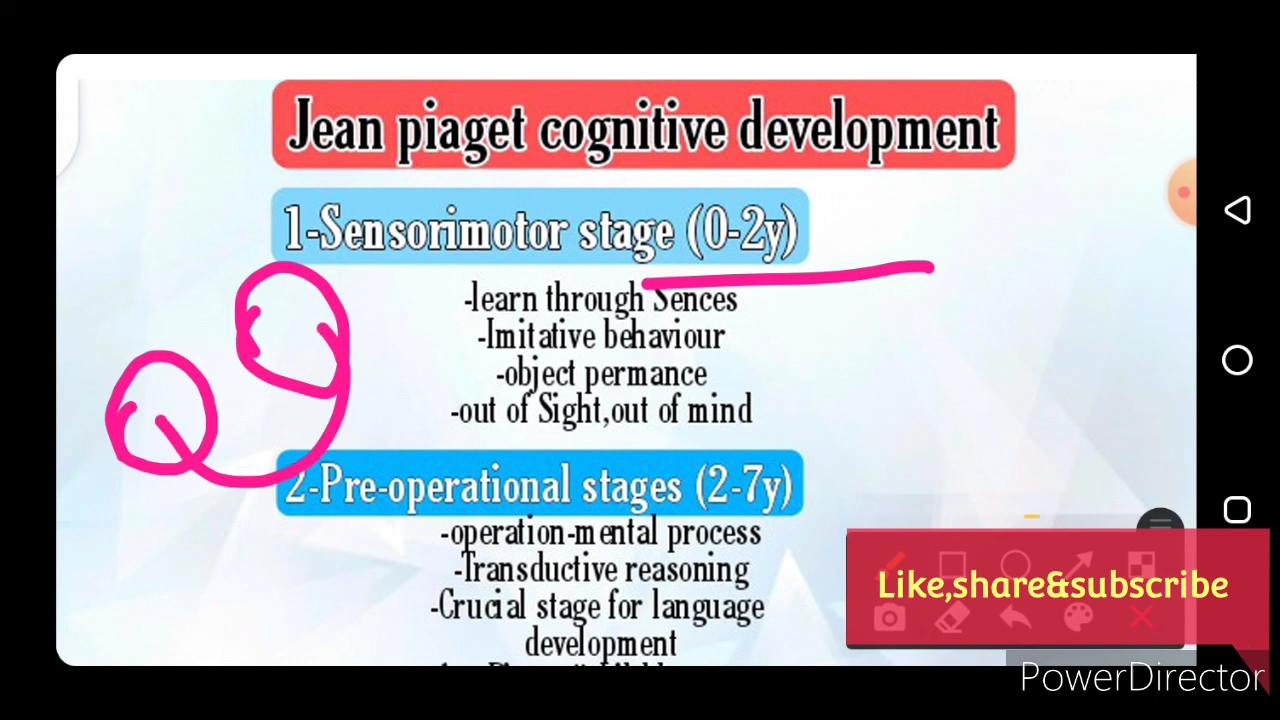 Jean piaget cognitive development
1-Sensorimotor stage (0-2y)
-learn through Sences
-Imitative behaviour
-object permance
-out of Sight,out of mind
2-Pre-operational stages (2-7y)
-operation-mental process
-Transductive reasoning
-Crucial stage for language
development
Like,share&subscribe
PowerDirector